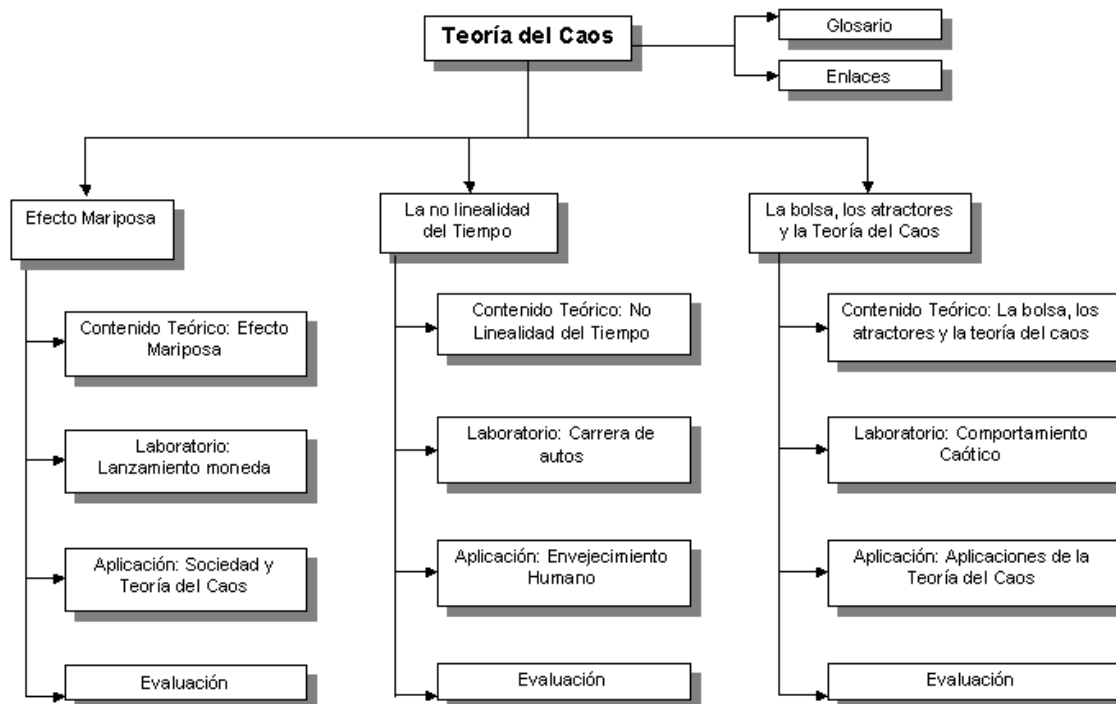 Teoría del Caos
Glosario
Enlaces
Efecto Mariposa
La no linealidad
del Tiempo
La bolsa, los atractores
y la Teoría del Caos
Contenido Teórico: Efecto
Mariposa
Contenido Teórico: No
Linealidad del Tiempo
Contenido Teórico: La bolsa, los
atractores y la teoría del caos
Laboratorio:
Lanzamiento moneda
Laboratorio: Carrera de
autos
Laboratorio: Comportamiento
Caótico
Aplicación: Sociedad y
Teoría del Caos
Aplicación: Envejecimiento
Humano
Aplicación: Aplicaciones de la
Teoría del Caos
Evaluación
Evaluación
Evaluación